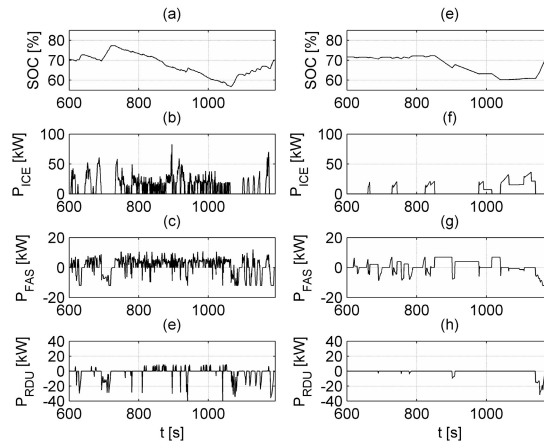 (a)
SOC [%]
80
70
60
600 800 1000
(b)
P_ICE [kW]
100
50
0
600 800 1000
(c)
P_FAS [kW]
20
0
-20
600 800 1000
(e)
P_RDU [kW]
40
20
0
-20
-40
600 800 1000
t [s]
(e)
SOC [%]
80
70
60
600 800 1000
(f)
P_ICE [kW]
100
50
0
600 800 1000
(g)
P_FAS [kW]
20
0
-20
600 800 1000
(h)
P_RDU [kW]
40
20
0
-20
-40
600 800 1000
t [s]